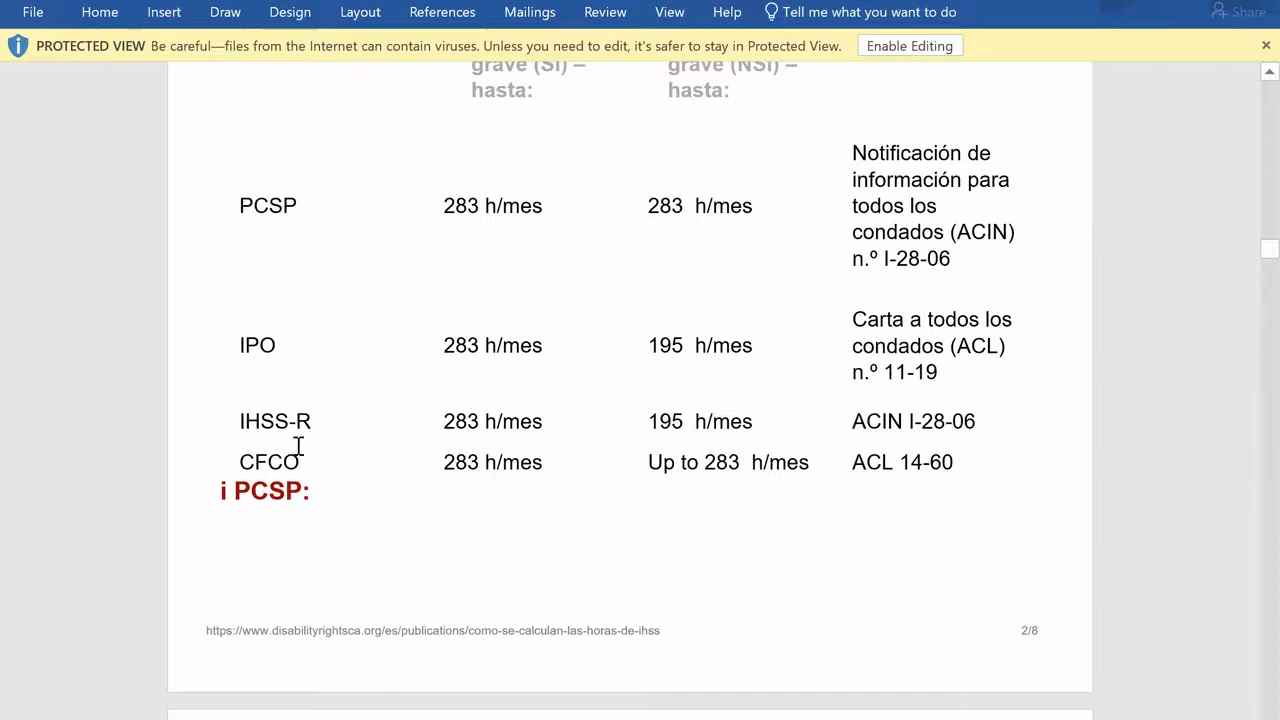 File Home Insert Draw Design Layout References Mailings Review View Help Tell me what you want to do Share
PROTECTED VIEW Be careful—files from the Internet can contain viruses. Unless you need to edit, it's safer to stay in Protected View. Enable Editing
grave (SI) – grave (NSI) –
hasta: hasta:
PCSP 283 h/mes 283 h/mes
Notificación de
información para
todos los
condados (ACIN)
n.º I-28-06
IPO 283 h/mes 195 h/mes
Carta a todos los
condados (ACL)
n.º 11-19
IHSS-R 283 h/mes 195 h/mes ACIN I-28-06
CFCO 283 h/mes Up to 283 h/mes ACL 14-60
i PCSP:
https://www.disabilityrightsca.org/es/publications/como-se-calculan-las-horas-de-ihss 2/8